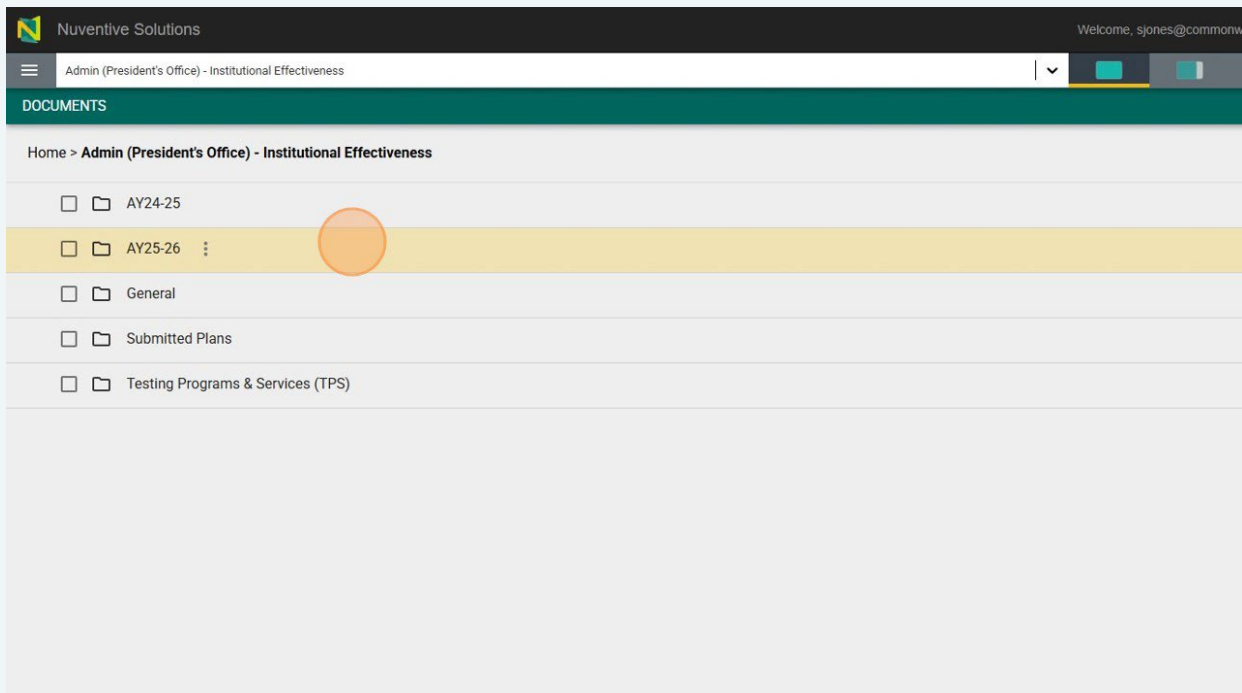 Nuventive Solutions
Welcome, sjones@commonw
Admin (President's Office) - Institutional Effectiveness
DOCUMENTS
Home > Admin (President's Office) - Institutional Effectiveness
AY24-25
AY25-26
General
Submitted Plans
Testing Programs & Services (TPS)